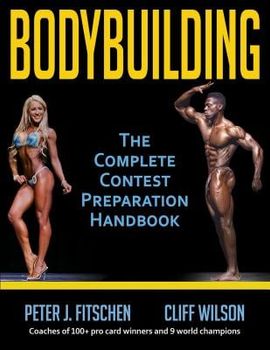 BODYBUILDING
THE
COMPLETE
CONTEST
PREPARATION
HANDBOOK
PETER J. FITSCHEN CLIFF WILSON
Coaches of 100+ pro card winners and 9 world champions